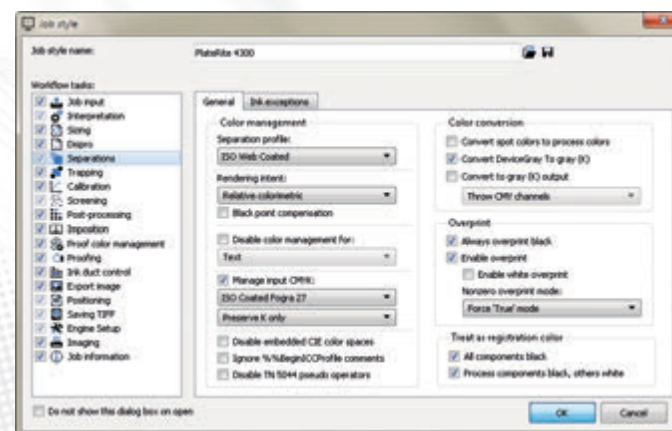 Job style
Job style name:
PlateRite 4300
Workflow tasks:
Job input
Interpretation
Sizing
Dxipro
Separations
Trapping
Calibration
Screening
Post-processing
Imposition
Proof color management
Proofing
Ink duct control
Export image
Positioning
Saving TIFF
Engine Setup
Imaging
Job information
General
Ink exceptions
Color management
Separation profile:
ISO Web Coated
Rendering intent:
Relative colorimetric
Black point compensation
Disable color management for:
Text
Manage input CMYK:
ISO Coated Fogra 27
Preserve K only
Disable embedded CIE color spaces
Ignore %%BeginICCProfile comments
Disable TN 5044 pseudo operators
Color conversion
Convert spot colors to process colors
Convert DeviceGray To gray (K)
Convert to gray (K) output
Throw CMY channels
Overprint
Always overprint black
Enable overprint
Enable white overprint
Nonzero overprint mode:
Force 'True' mode
Treat as registration color
All components black
Process components black, others white
Do not show this dialog box on open
OK
Cancel